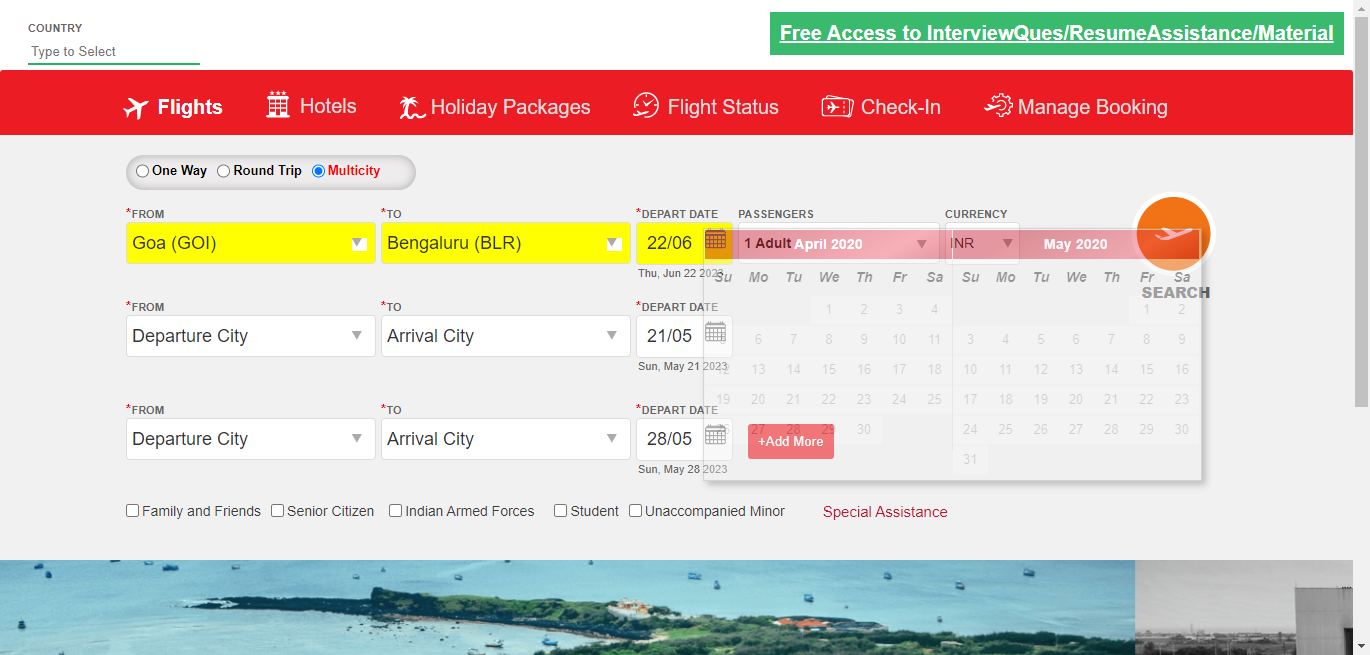 COUNTRY
Type to Select
Free Access to InterviewQues/ResumeAssistance/Material
Flights Hotels Holiday Packages Flight Status Check-In Manage Booking
One Way Round Trip Multicity
*FROM *TO *DEPART DATE PASSENGERS CURRENCY
Goa (GOI) Bengaluru (BLR) 22/06 1 Adult INR
April 2020 May 2020
Thu, Jun 22 2023
Su Mo Tu We Th Fr Sa Su Mo Tu We Th Fr Sa
SEARCH
*FROM *TO *DEPART DATE
1 2 3 4 1 2
Departure City Arrival City 21/05
5 6 7 8 9 10 11 3 4 5 6 7 8 9
Sun, May 21 2023
12 13 14 15 16 17 18 10 11 12 13 14 15 16
19 20 21 22 23 24 25 17 18 19 20 21 22 23
*FROM *TO *DEPART DATE
Departure City Arrival City 28/05
26 27 28 29 30 24 25 26 27 28 29 30
+Add More
31
Sun, May 28 2023
Family and Friends Senior Citizen Indian Armed Forces Student Unaccompanied Minor Special Assistance